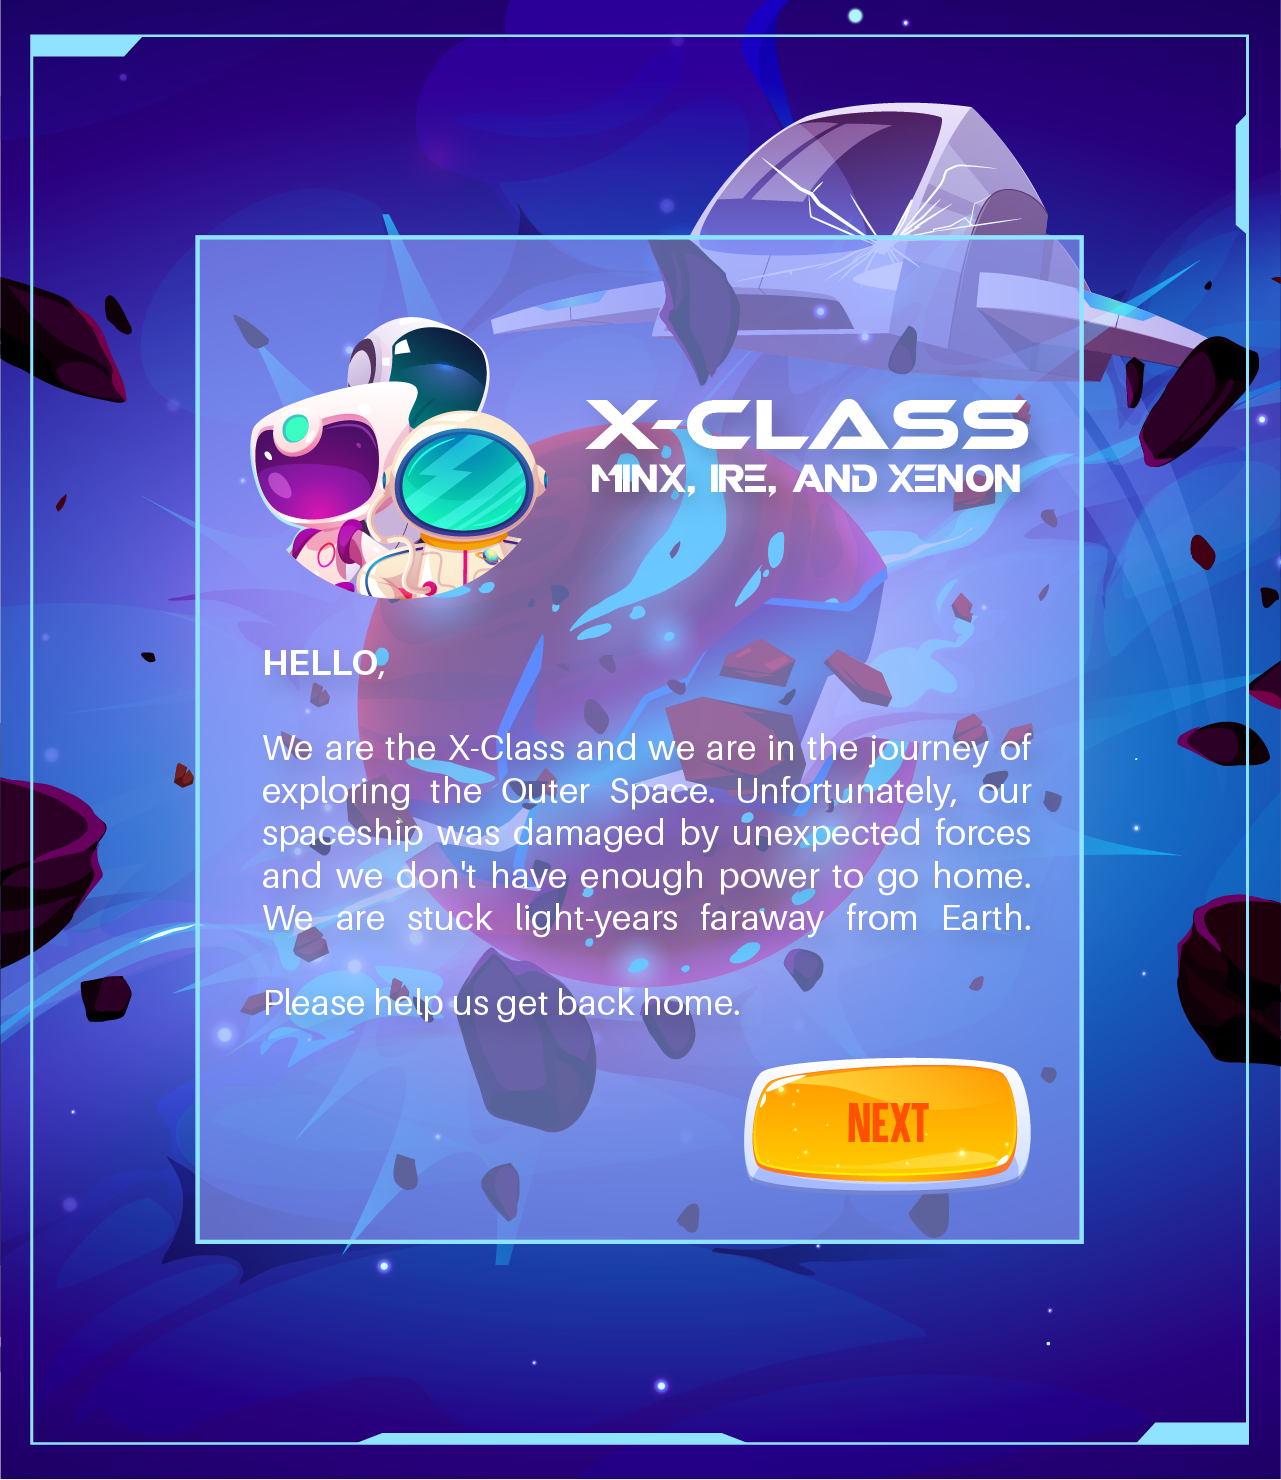 X-CLASS
MINX, IRE, AND XENON
HELLO,
We are the X-Class and we are in the journey of
exploring the Outer Space. Unfortunately, our
spaceship was damaged by unexpected forces
and we don't have enough power to go home.
We are stuck light-years faraway from Earth.
Please help us get back home.
NEXT